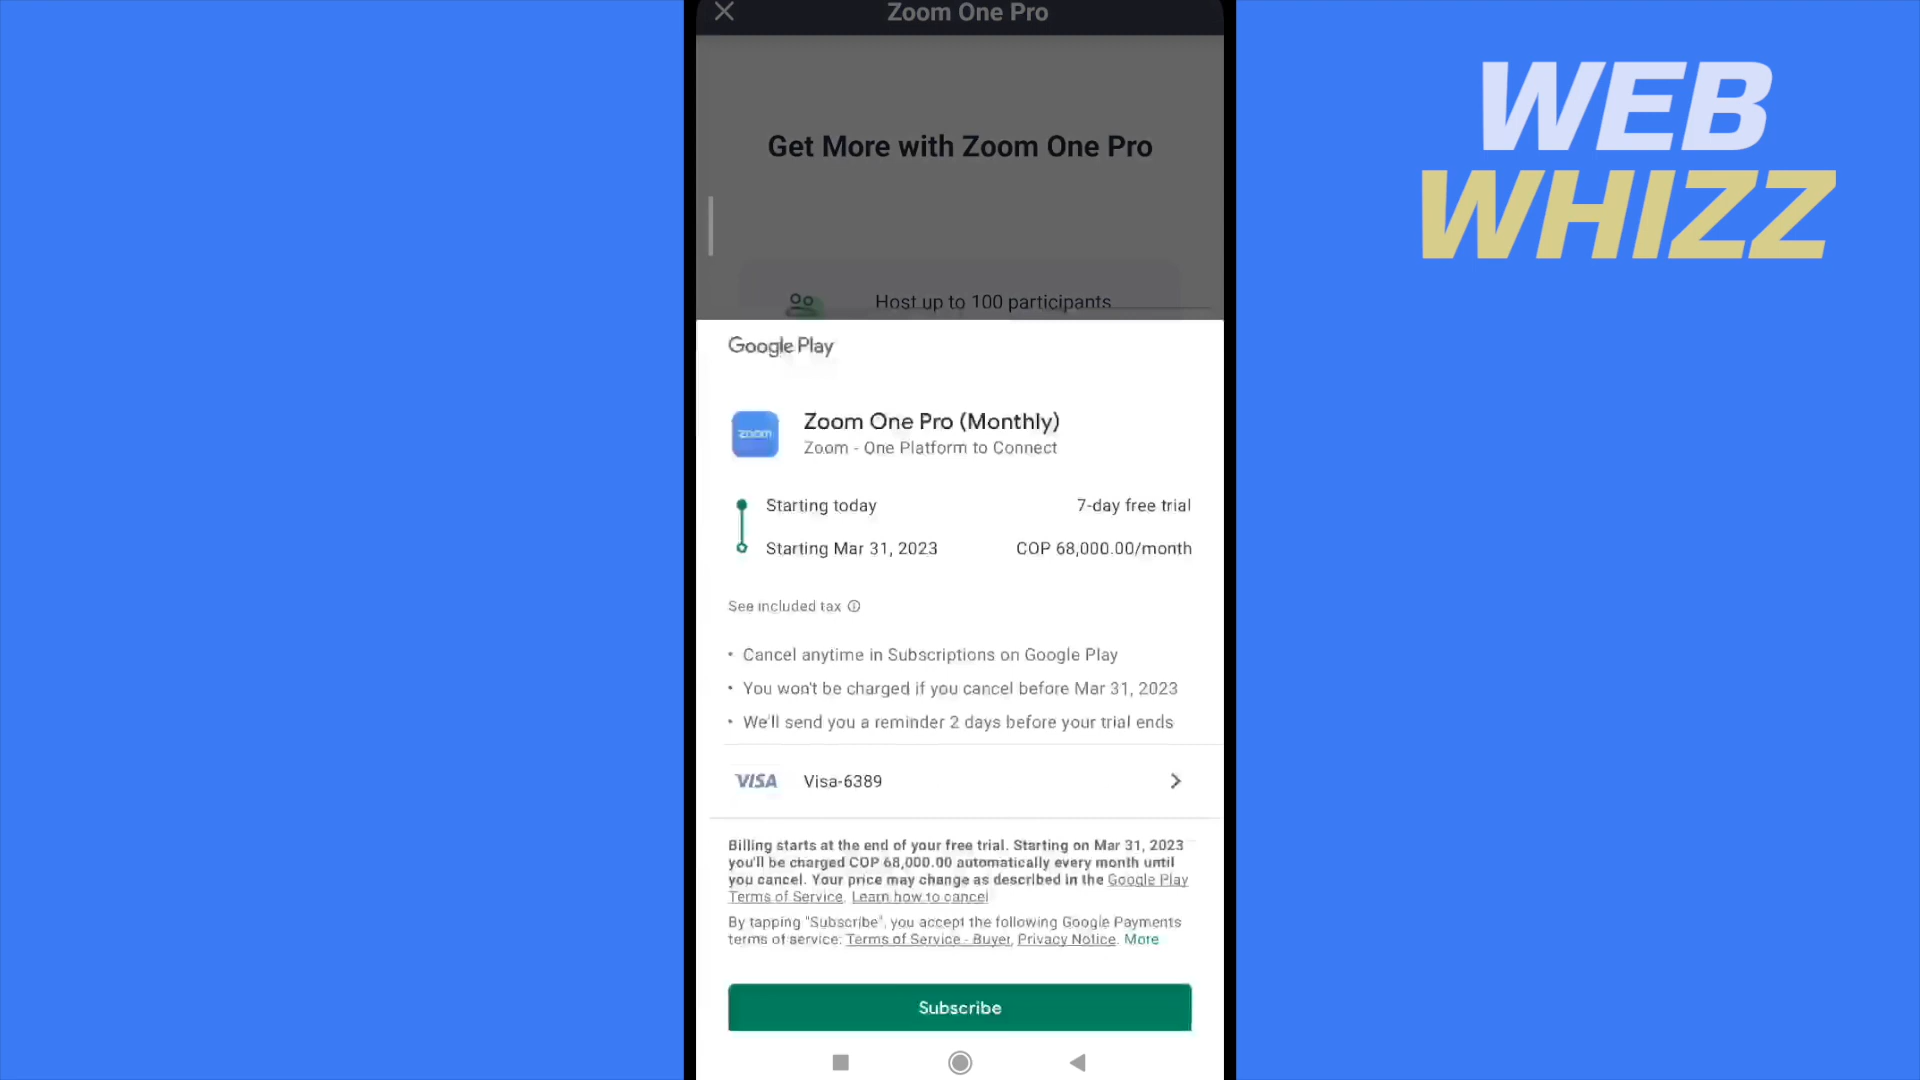 Zoom One Pro
WEB
WHIZZ
Get More with Zoom One Pro
Host up to 100 participants
Google Play
zoom
Zoom One Pro (Monthly)
Zoom - One Platform to Connect
Starting today 7-day free trial
Starting Mar 31, 2023 COP 68,000.00/month
See included tax
• Cancel anytime in Subscriptions on Google Play
• You won't be charged if you cancel before Mar 31, 2023
• We'll send you a reminder 2 days before your trial ends
VISA Visa-6389
Billing starts at the end of your free trial. Starting on Mar 31, 2023
you'll be charged COP 68,000.00 automatically every month until
you cancel. Your price may change as described in the Google Play
Terms of Service. Learn how to cancel
By tapping "Subscribe", you accept the following Google Payments
terms of service: Terms of Service - Buyer, Privacy Notice. More
Subscribe